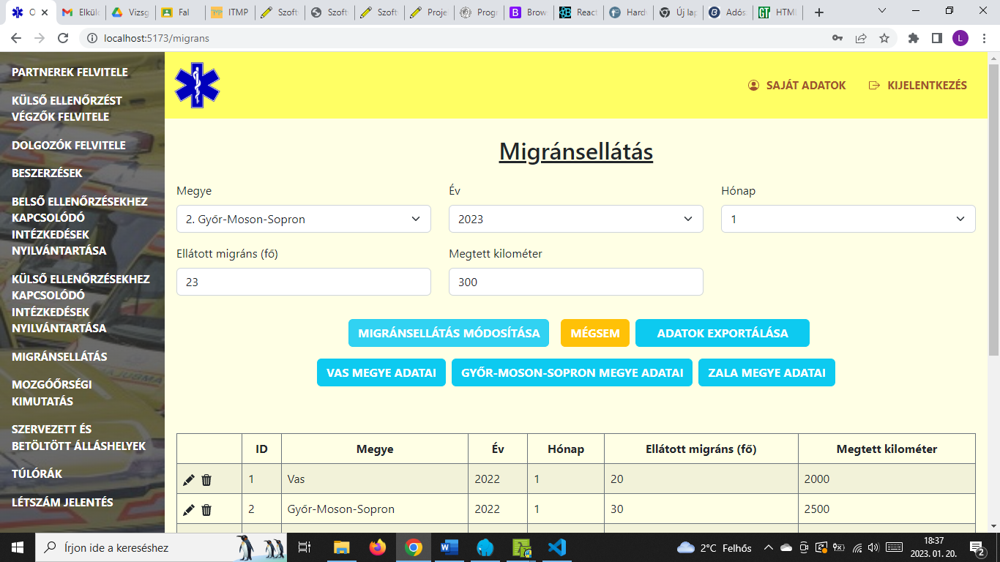 O
Elkül
Vizsg
Fal
ITMP
Szoft
Szoft
Szoft
Proje
Progr
Brow
React
Hardv
Új lap
Adós
HTML
localhost:5173/migrans
L
PARTNEREK FELVITELE
KÜLSŐ ELLENŐRZÉST
VÉGZŐK FELVITELE
DOLGOZÓK FELVITELE
BESZERZÉSEK
BELSŐ ELLENŐRZÉSEKHEZ
KAPCSOLÓDÓ
INTÉZKEDÉSEK
NYILVÁNTARTÁSA
KÜLSŐ ELLENŐRZÉSEKHEZ
KAPCSOLÓDÓ
INTÉZKEDÉSEK
NYILVÁNTARTÁSA
MIGRÁNSELLÁTÁS
MOZGÓŐRSÉGI
KIMUTATÁS
SZERVEZETT ÉS
BETÖLTÖTT ÁLLÁSHELYEK
TÚLÓRÁK
LÉTSZÁM JELENTÉS
SAJÁT ADATOK
KIJELENTKEZÉS
Migránsellátás
Megye
Év
Hónap
2. Győr-Moson-Sopron
2023
1
Ellátott migráns (fő)
Megtett kilométer
23
300
MIGRÁNSELLÁTÁS MÓDOSÍTÁSA
MÉGSEM
ADATOK EXPORTÁLÁSA
VAS MEGYE ADATAI
GYŐR-MOSON-SOPRON MEGYE ADATAI
ZALA MEGYE ADATAI
ID Megye Év Hónap Ellátott migráns (fő) Megtett kilométer
1 Vas 2022 1 20 2000
2 Győr-Moson-Sopron 2022 1 30 2500
Írjon ide a kereséshez
2°C Felhős
18:37
2023. 01. 20.
2